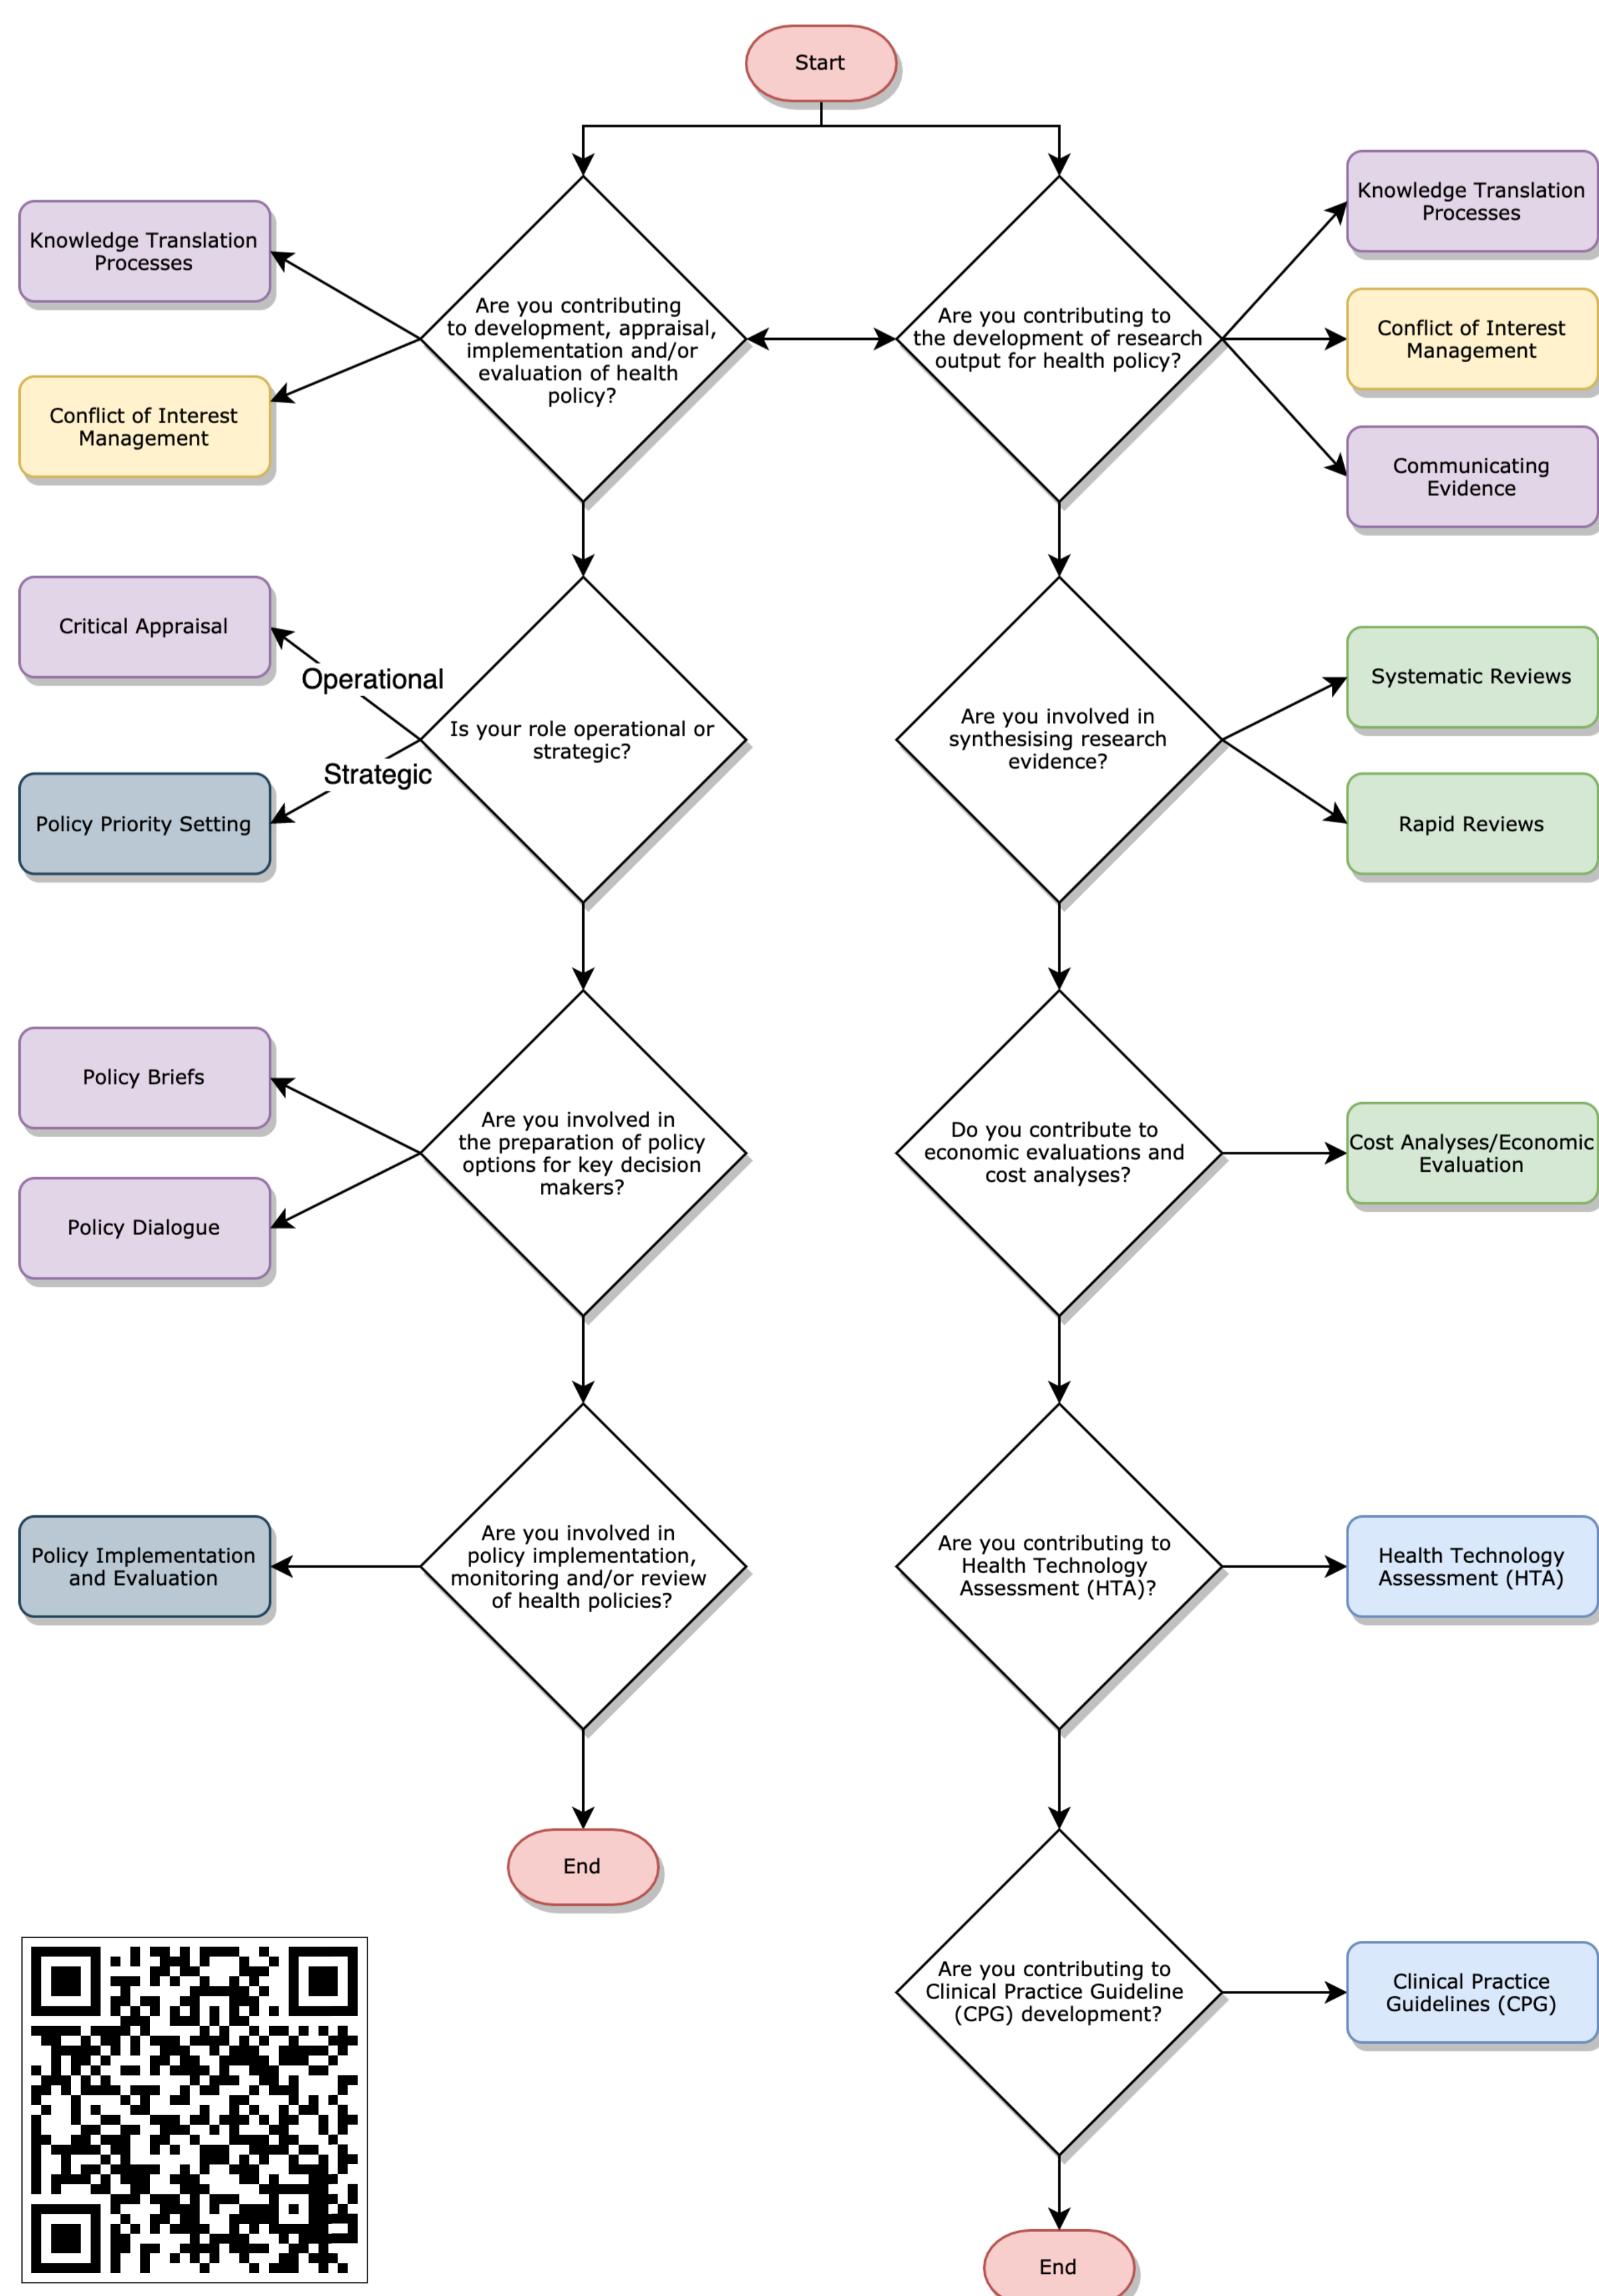 Start
Knowledge Translation
Processes
Conflict of Interest
Management
Are you contributing
to development, appraisal,
implementation and/or
evaluation of health
policy?
Are you contributing to
the development of research
output for health policy?
Knowledge Translation
Processes
Conflict of Interest
Management
Communicating
Evidence
Critical Appraisal
Operational
Strategic
Policy Priority Setting
Is your role operational or
strategic?
Are you involved in
synthesising research
evidence?
Systematic Reviews
Rapid Reviews
Policy Briefs
Policy Dialogue
Are you involved in
the preparation of policy
options for key decision
makers?
Do you contribute to
economic evaluations and
cost analyses?
Cost Analyses/Economic
Evaluation
Policy Implementation
and Evaluation
Are you involved in
policy implementation,
monitoring and/or review
of health policies?
Are you contributing to
Health Technology
Assessment (HTA)?
Health Technology
Assessment (HTA)
End
Are you contributing to
Clinical Practice Guideline
(CPG) development?
Clinical Practice
Guidelines (CPG)
End